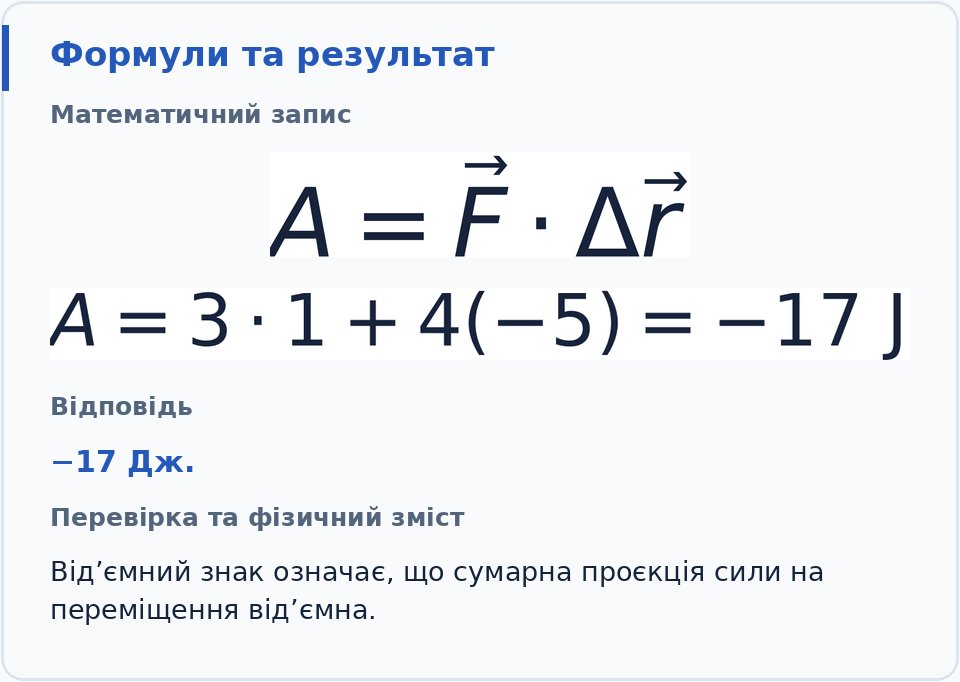 Формули та результат
Математичний запис
A = F⃗ · Δr⃗
A = 3 · 1 + 4(−5) = −17 J
Відповідь
−17 Дж.
Перевірка та фізичний зміст
Від’ємний знак означає, що сумарна проєкція сили на
переміщення від’ємна.